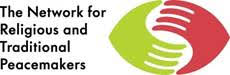 The Network for
Religious and
Traditional
Peacemakers